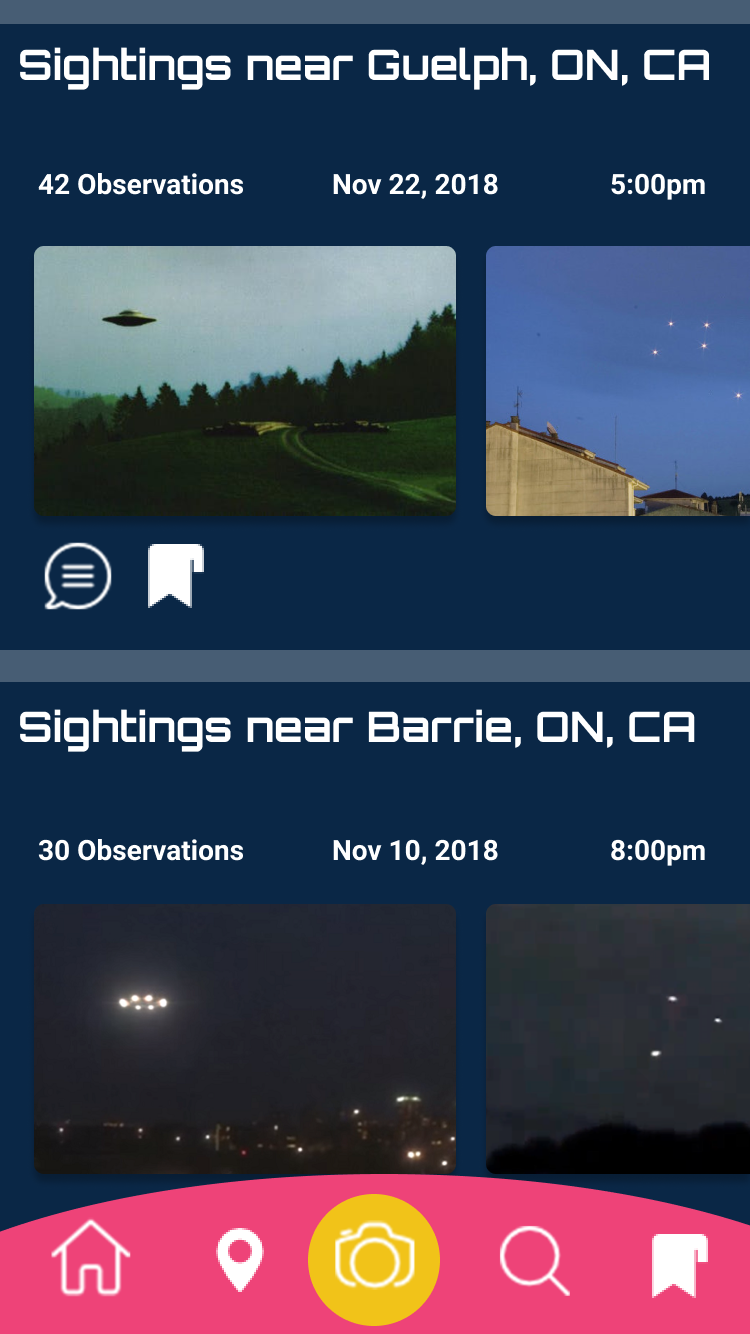 Sightings near Guelph, ON, CA
42 Observations Nov 22, 2018 5:00pm
Sightings near Barrie, ON, CA
30 Observations Nov 10, 2018 8:00pm